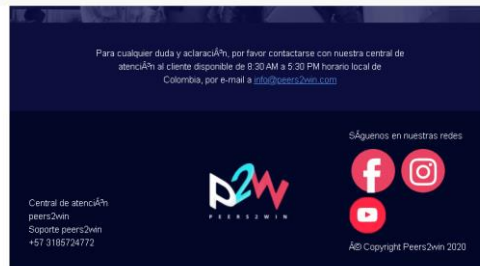 Para cualquier duda y aclaraciÃ³n, por favor contactarse con nuestra central de
atenciÃ³n al cliente disponible de 8:30 AM a 5:30 PM horario local de
Colombia, por e-mail a info@peers2win.com
SÃguenos en nuestras redes
p2w
PEERS2WIN
Central de atenciÃ³n
peers2win
Soporte peers2win
+57 3185724772
Â© Copyright Peers2win 2020